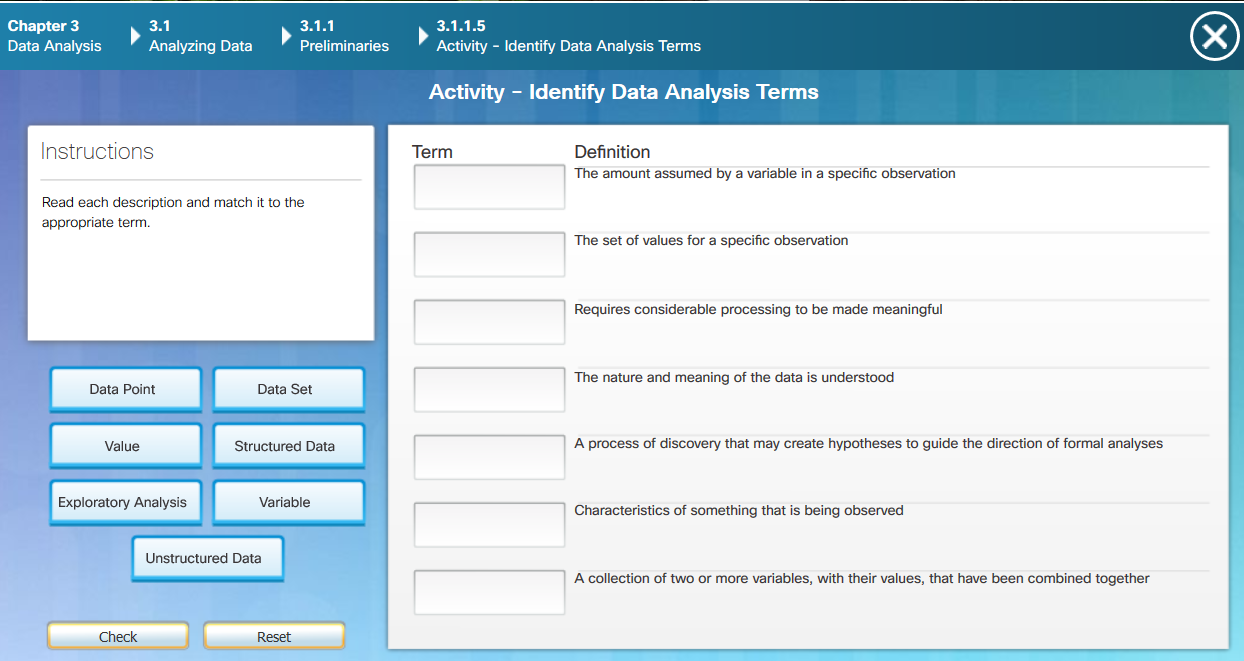 Chapter 3
Data Analysis
3.1
Analyzing Data
3.1.1
Preliminaries
3.1.1.5
Activity - Identify Data Analysis Terms
Activity - Identify Data Analysis Terms
Instructions
Read each description and match it to the
appropriate term.
Data Point
Data Set
Value
Structured Data
Exploratory Analysis
Variable
Unstructured Data
Check
Reset
Term
Definition
The amount assumed by a variable in a specific observation
The set of values for a specific observation
Requires considerable processing to be made meaningful
The nature and meaning of the data is understood
A process of discovery that may create hypotheses to guide the direction of formal analyses
Characteristics of something that is being observed
A collection of two or more variables, with their values, that have been combined together